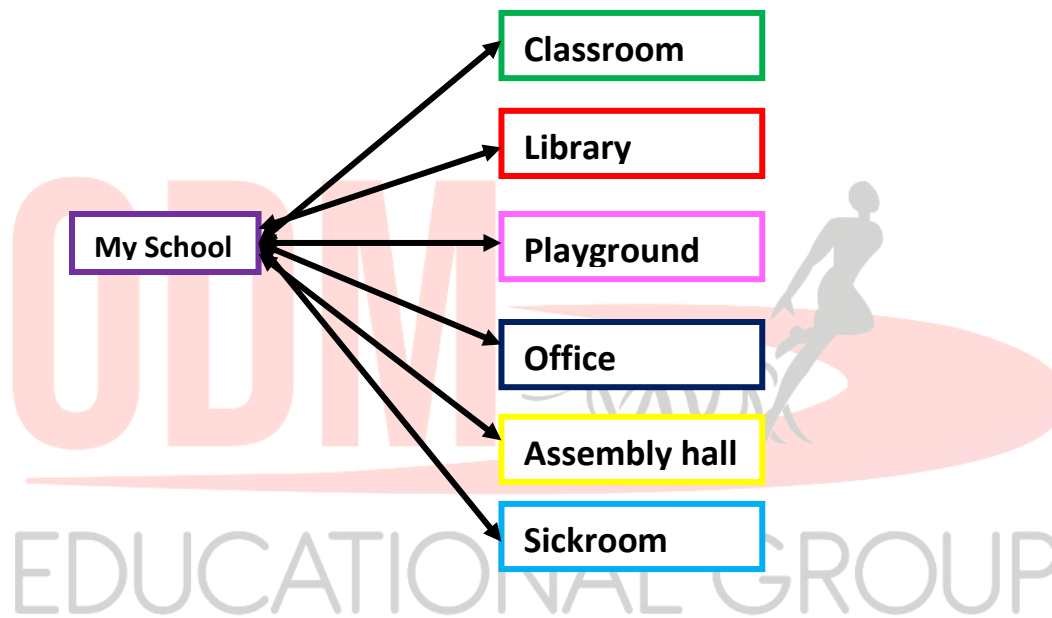 Classroom
Library
My School
Playground
Office
Assembly hall
Sickroom
ODM
EDUCATIONAL GROUP